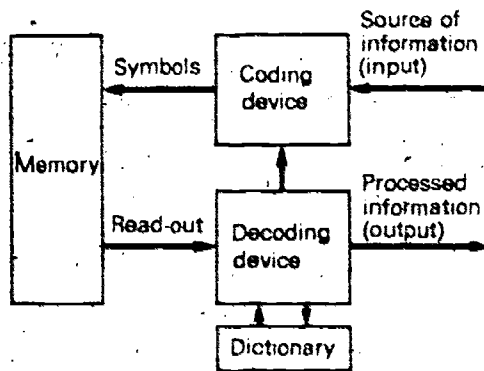 Source of
information
(input)
Symbols
Coding
device
Memory
Processed
information
(output)
Read-out
Decoding
device
Dictionary